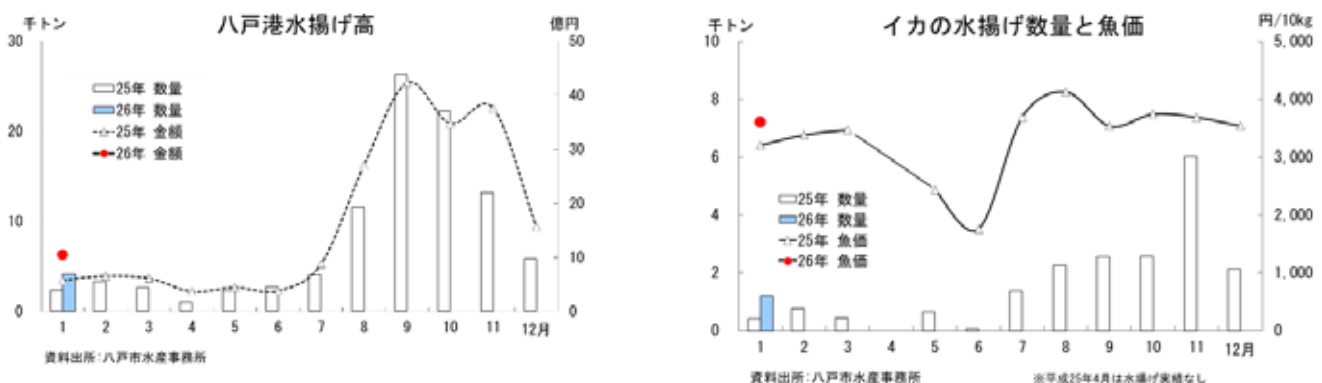 千トン
八戸港水揚げ高
億円
30
20
10
0
50
40
30
20
10
0
25年 数量
26年 数量
25年 金額
26年 金額
1 2 3 4 5 6 7 8 9 10 11 12月
資料出所:八戸市水産事務所
千トン
イカの水揚げ数量と魚価
円/10kg
10
8
6
4
2
0
5,000
4,000
3,000
2,000
1,000
0
25年 数量
26年 数量
25年 魚価
26年 魚価
1 2 3 4 5 6 7 8 9 10 11 12月
資料出所:八戸市水産事務所
※平成25年4月は水揚げ実績なし